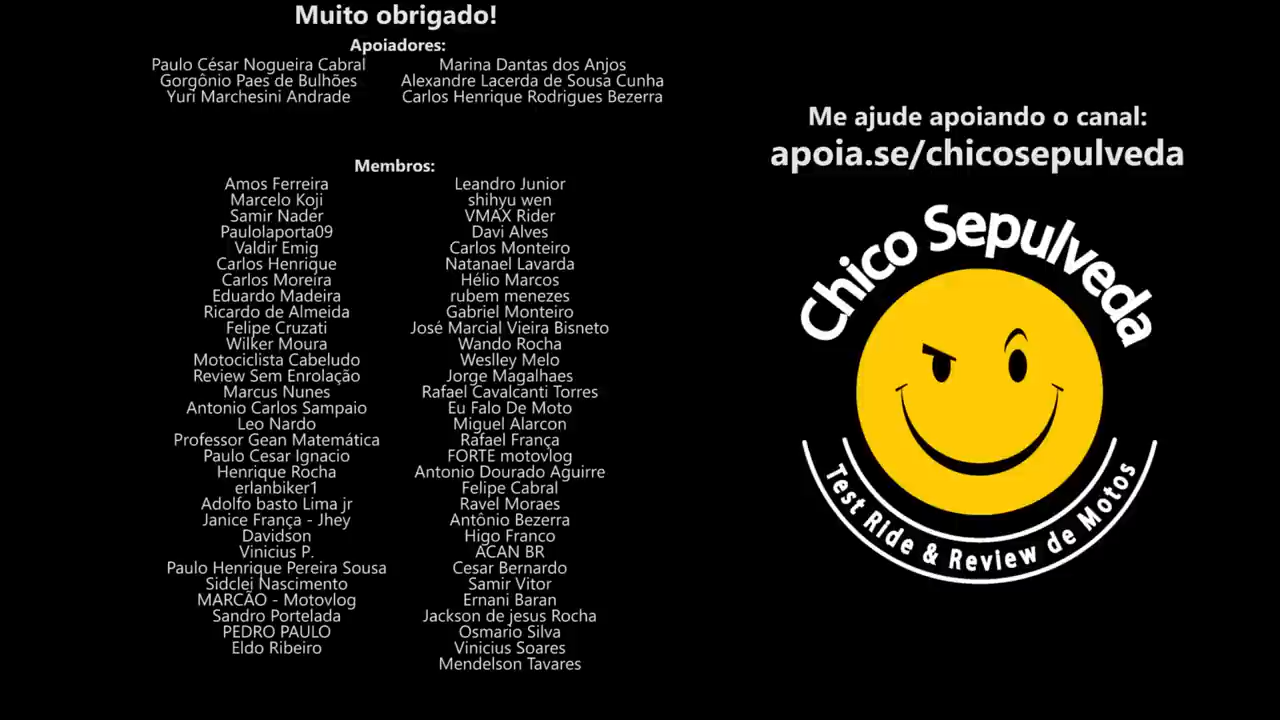 Muito obrigado!
Apoiadores:
Paulo César Nogueira Cabral
Gorgônio Paes de Bulhões
Yuri Marchesini Andrade
Marina Dantas dos Anjos
Alexandre Lacerda de Sousa Cunha
Carlos Henrique Rodrigues Bezerra
Membros:
Amos Ferreira
Marcelo Koji
Samir Nader
Paulolaporta09
Valdir Emig
Carlos Henrique
Carlos Moreira
Eduardo Madeira
Ricardo de Almeida
Felipe Cruzati
Wilker Moura
Motociclista Cabeludo
Review Sem Enrolação
Marcus Nunes
Antonio Carlos Sampaio
Leo Nardo
Professor Gean Matemática
Paulo Cesar Ignacio
Henrique Rocha
erlanbiker1
Adolfo basto Lima jr
Janice França - Jhey
Davidson
Vinicius P.
Paulo Henrique Pereira Sousa
Sidclei Nascimento
MARCÃO - Motovlog
Sandro Portelada
PEDRO PAULO
Eldo Ribeiro
Leandro Junior
shihyu wen
VMAX Rider
Davi Alves
Carlos Monteiro
Natanael Lavarda
Hélio Marcos
rubem menezes
Gabriel Monteiro
José Marcial Vieira Bisneto
Wando Rocha
Weslley Melo
Jorge Magalhaes
Rafael Cavalcanti Torres
Eu Falo De Moto
Miguel Alarcon
Rafael França
FORTE motovlog
Antonio Dourado Aguirre
Felipe Cabral
Ravel Moraes
Antônio Bezerra
Higo Franco
ACAN BR
Cesar Bernardo
Samir Vitor
Ernani Baran
Jackson de jesus Rocha
Osmario Silva
Vinicius Soares
Mendelson Tavares
Me ajude apoiando o canal:
apoia.se/chicosepulveda
Chico Sepulveda
Test Ride & Review de Motos